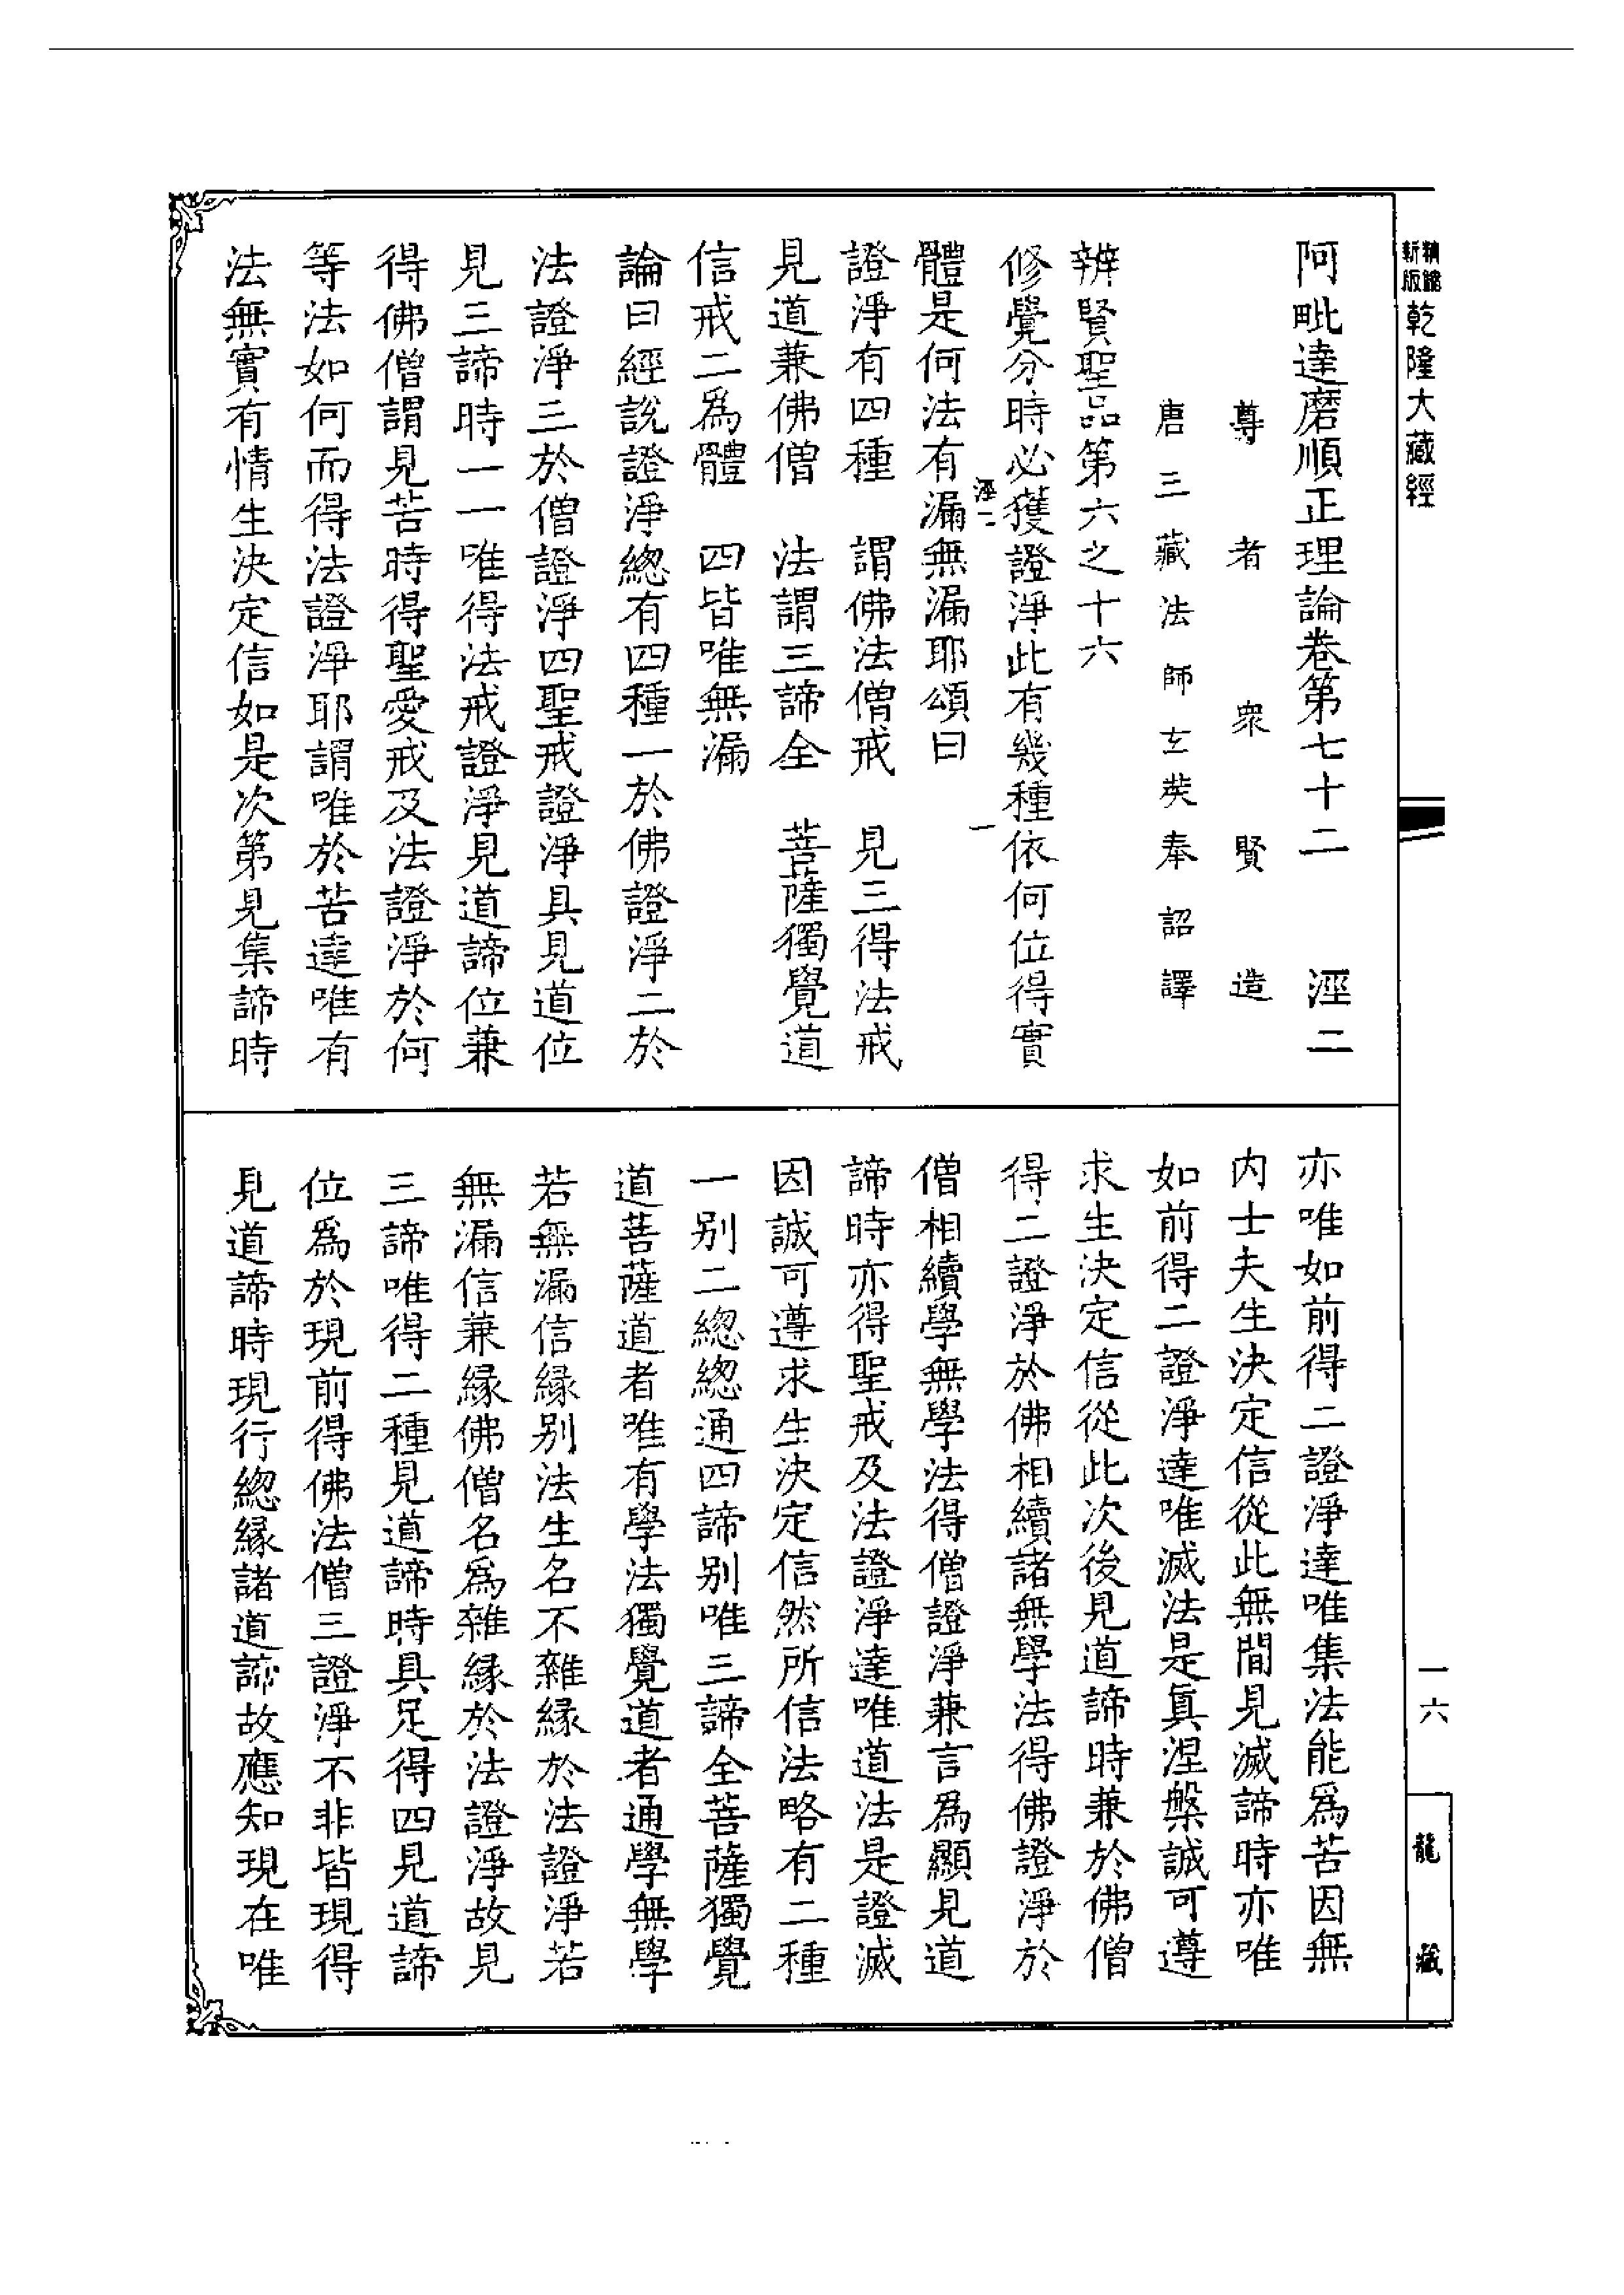 精鐫新版乾隆大藏經
阿毗達磨順正理論卷第七十二 涇二
尊者衆賢造
唐三藏法師玄奘奉詔譯
辯賢聖品第六之十六
修覺分時必獲證淨此有幾種依何位得實
涇二 一
體是何法有漏無漏耶頌曰
證淨有四種 謂佛法僧戒 見三得法戒
見道兼佛僧 法謂三諦全 菩薩獨覺道
信戒二爲體 四皆唯無漏
論曰經說證淨總有四種一於佛證淨二於
法證淨三於僧證淨四聖戒證淨具見道位
見三諦時一一唯得法戒證淨見道諦位兼
得佛僧謂見苦時得聖愛戒及法證淨於何
等法如何而得法證淨耶謂唯於苦達唯有
法無實有情生決定信如是次第見集諦時
亦唯如前得二證淨達唯集法能爲苦因無
内士夫生決定信從此無間見滅諦時亦唯
如前得二證淨達唯滅法是真涅槃誠可遵
求生決定信從此次後見道諦時兼於佛僧
得二證淨於佛相續諸無學法得佛證淨於
僧相續學無學法得僧證淨兼言爲顯見道
諦時亦得聖戒及法證淨達唯道法是證滅
因誠可遵求生決定信然所信法略有二種
一别二總總通四諦别唯三諦全菩薩獨覺
道菩薩道者唯有學法獨覺道者通學無學
若無漏信緣别法生名不雜緣於法證淨若
無漏信兼緣佛僧名爲雜緣於法證淨故見
三諦唯得二種見道諦時具足得四見道諦
位爲於現前得佛法僧三證淨不非皆現得
見道諦時現行總緣諸道諦故應知現在唯
一六
龍藏